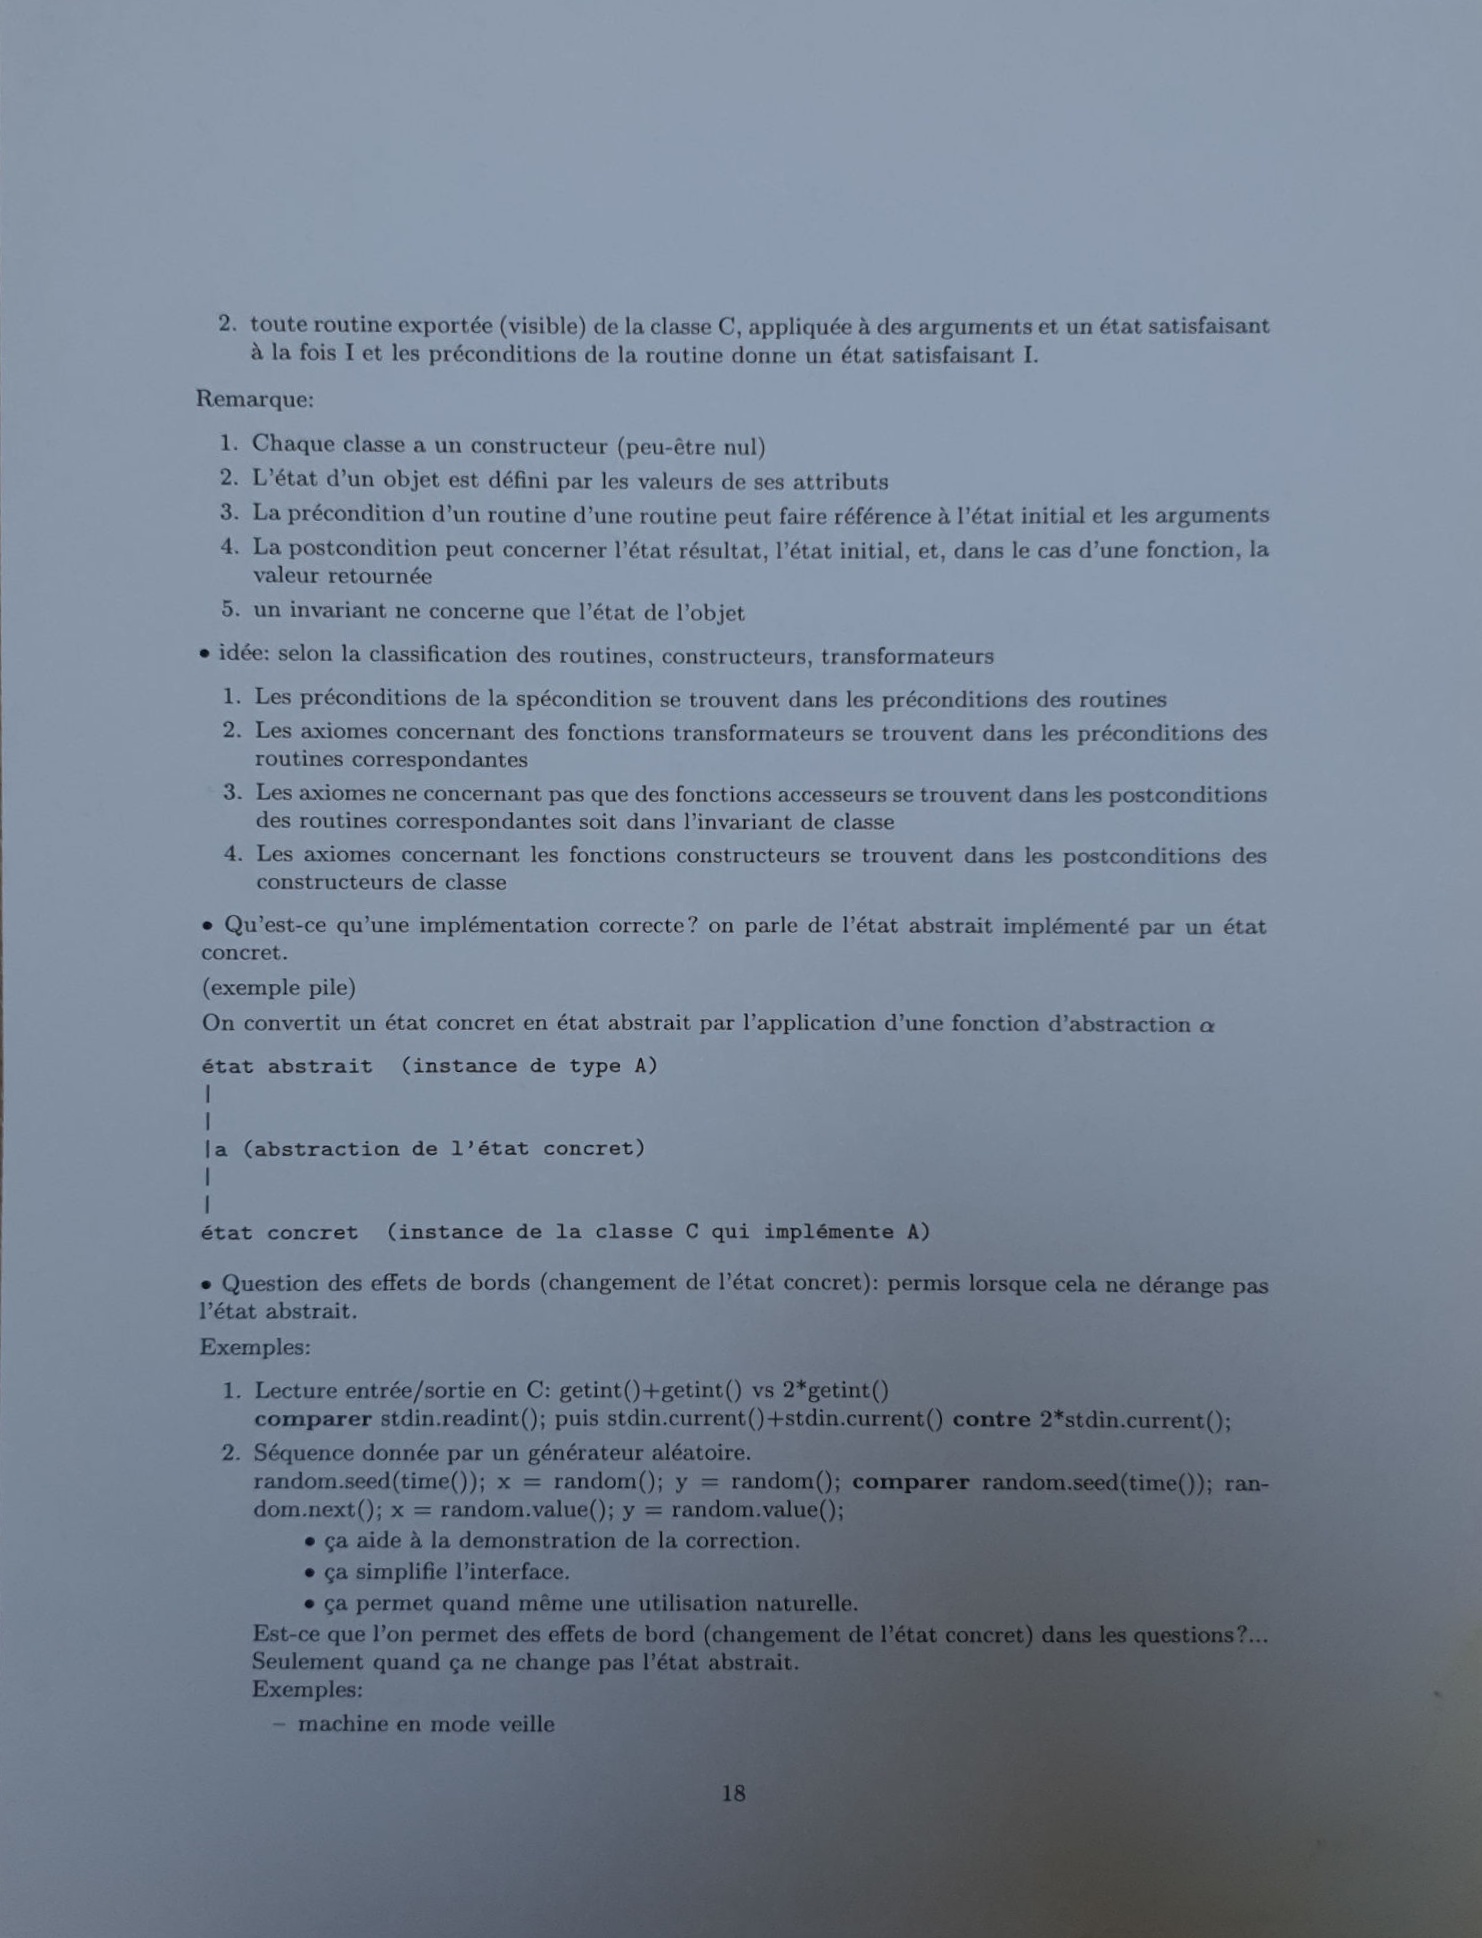 2. toute routine exportée (visible) de la classe C, appliquée à des arguments et un état satisfaisant
à la fois I et les préconditions de la routine donne un état satisfaisant I.
Remarque:
1. Chaque classe a un constructeur (peu-être nul)
2. L'état d'un objet est défini par les valeurs de ses attributs
3. La précondition d'un routine d'une routine peut faire référence à l'état initial et les arguments
4. La postcondition peut concerner l'état résultat, l'état initial, et, dans le cas d'une fonction, la
valeur retournée
5. un invariant ne concerne que l'état de l'objet
• idée: selon la classification des routines, constructeurs, transformateurs
1. Les préconditions de la spécondition se trouvent dans les préconditions des routines
2. Les axiomes concernant des fonctions transformateurs se trouvent dans les préconditions des
routines correspondantes
3. Les axiomes ne concernant pas que des fonctions accesseurs se trouvent dans les postconditions
des routines correspondantes soit dans l'invariant de classe
4. Les axiomes concernant les fonctions constructeurs se trouvent dans les postconditions des
constructeurs de classe
• Qu'est-ce qu'une implémentation correcte? on parle de l'état abstrait implémenté par un état
concret.
(exemple pile)
On convertit un état concret en état abstrait par l'application d'une fonction d'abstraction α
état abstrait (instance de type A)
|
|
|a (abstraction de l'état concret)
|
|
état concret (instance de la classe C qui implémente A)
• Question des effets de bords (changement de l'état concret): permis lorsque cela ne dérange pas
l'état abstrait.
Exemples:
1. Lecture entrée/sortie en C: getint()+getint() vs 2*getint()
comparer stdin.readint(); puis stdin.current()+stdin.current() contre 2*stdin.current();
2. Séquence donnée par un générateur aléatoire.
random.seed(time()); x = random(); y = random(); comparer random.seed(time()); ran-
dom.next(); x = random.value(); y = random.value();
• ça aide à la demonstration de la correction.
• ça simplifie l'interface.
• ça permet quand même une utilisation naturelle.
Est-ce que l'on permet des effets de bord (changement de l'état concret) dans les questions?...
Seulement quand ça ne change pas l'état abstrait.
Exemples:
– machine en mode veille
18